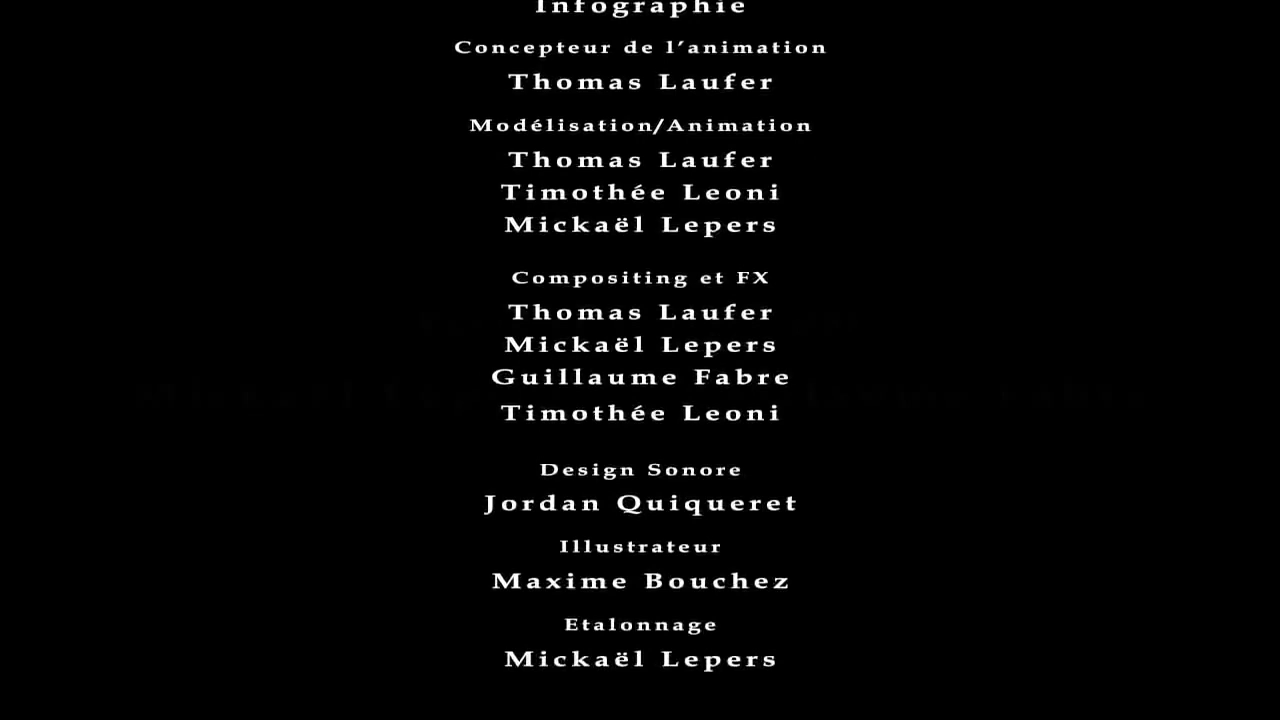 Infographie
Concepteur de l’animation
Thomas Laufer
Modélisation/Animation
Thomas Laufer
Timothée Leoni
Mickaël Lepers
Compositing et FX
Thomas Laufer
Mickaël Lepers
Guillaume Fabre
Timothée Leoni
Design Sonore
Jordan Quiqueret
Illustrateur
Maxime Bouchez
Etalonnage
Mickaël Lepers